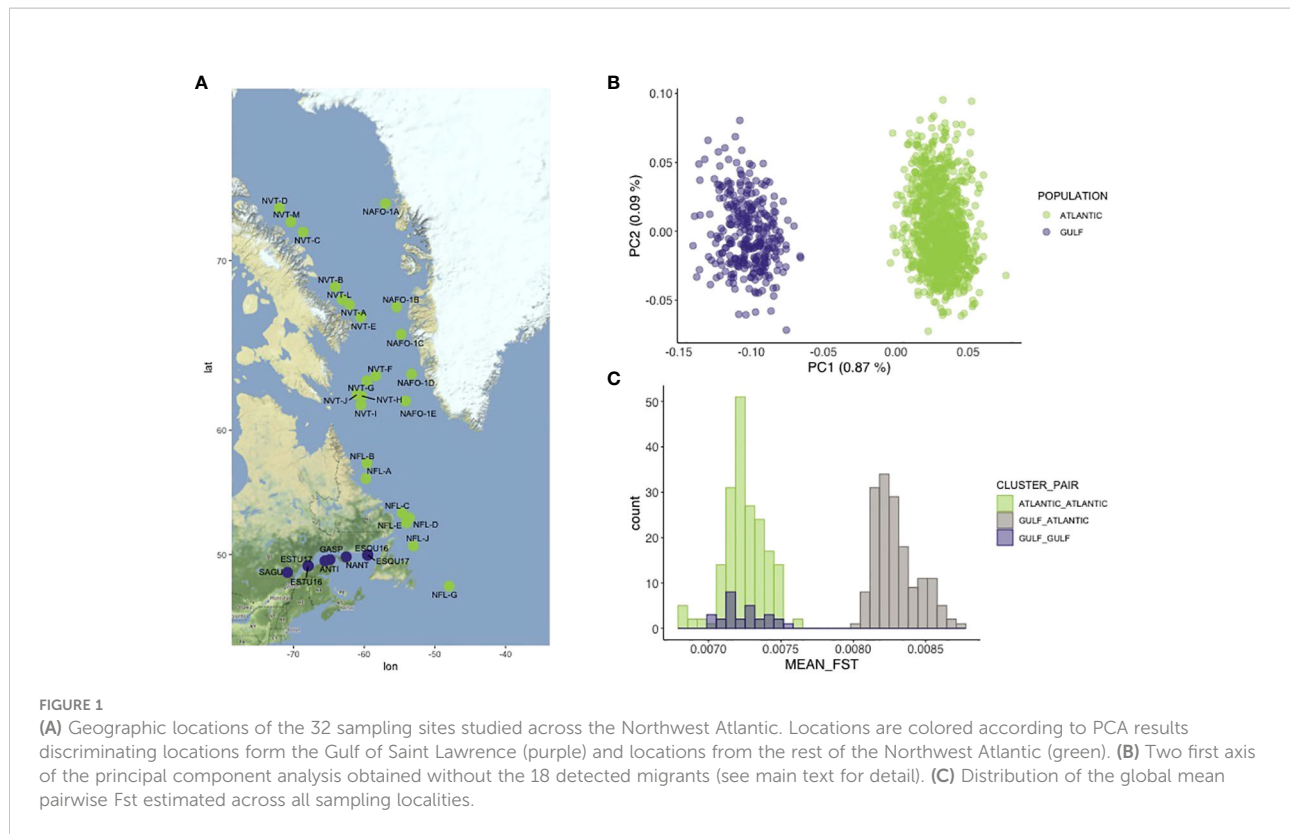 A
NVT-D
NVT-M
NVT-C
NAFO-1A
70
NVT-B
NVT-L
NVT-A
NVT-E
NAFO-1B
NAFO-1C
NVT-F
NVT-G
NAFO-1D
NVT-J
NVT-H
NVT-I
NAFO-1E
lat
60
NFL-B
NFL-A
NFL-C
NFL-E
NFL-D
NFL-J
50
GASP
ESQU16
ESTU17
SAGU
ANTI
NANT
ESQU17
ESTU16
NFL-G
-70
-60
-50
-40
lon
B
0.10
0.05
0.00
-0.05
PC2 (0.09 %)
-0.15
-0.10
-0.05
0.00
0.05
PC1 (0.87 %)
POPULATION
ATLANTIC
GULF
C
50
40
30
20
10
0
count
0.0070
0.0075
0.0080
0.0085
MEAN_FST
CLUSTER_PAIR
ATLANTIC_ATLANTIC
GULF_ATLANTIC
GULF_GULF
FIGURE 1
(A) Geographic locations of the 32 sampling sites studied across the Northwest Atlantic. Locations are colored according to PCA results
discriminating locations form the Gulf of Saint Lawrence (purple) and locations from the rest of the Northwest Atlantic (green). (B) Two first axis
of the principal component analysis obtained without the 18 detected migrants (see main text for detail). (C) Distribution of the global mean
pairwise Fst estimated across all sampling localities.